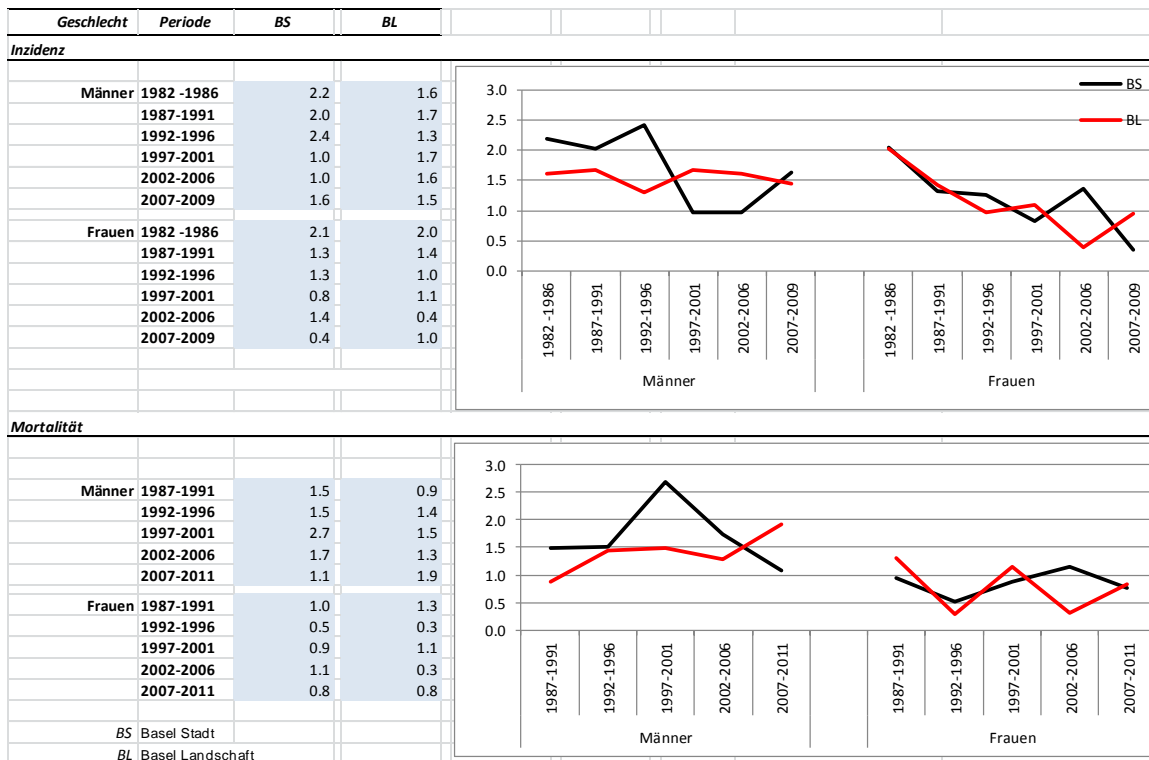 Geschlecht Periode BS BL
Inzidenz
Männer 1982 -1986 2.2 1.6
1987-1991 2.0 1.7
1992-1996 2.4 1.3
1997-2001 1.0 1.7
2002-2006 1.0 1.6
2007-2009 1.6 1.5
Frauen 1982 -1986 2.1 2.0
1987-1991 1.3 1.4
1992-1996 1.3 1.0
1997-2001 0.8 1.1
2002-2006 1.4 0.4
2007-2009 0.4 1.0
BS
BL
3.0
2.5
2.0
1.5
1.0
0.5
0.0
1982 -1986 1987-1991 1992-1996 1997-2001 2002-2006 2007-2009 1982 -1986 1987-1991 1992-1996 1997-2001 2002-2006 2007-2009
Männer Frauen
Mortalität
Männer 1987-1991 1.5 0.9
1992-1996 1.5 1.4
1997-2001 2.7 1.5
2002-2006 1.7 1.3
2007-2011 1.1 1.9
Frauen 1987-1991 1.0 1.3
1992-1996 0.5 0.3
1997-2001 0.9 1.1
2002-2006 1.1 0.3
2007-2011 0.8 0.8
3.0
2.5
2.0
1.5
1.0
0.5
0.0
1987-1991 1992-1996 1997-2001 2002-2006 2007-2011 1987-1991 1992-1996 1997-2001 2002-2006 2007-2011
Männer Frauen
BS Basel Stadt
BL Basel Landschaft